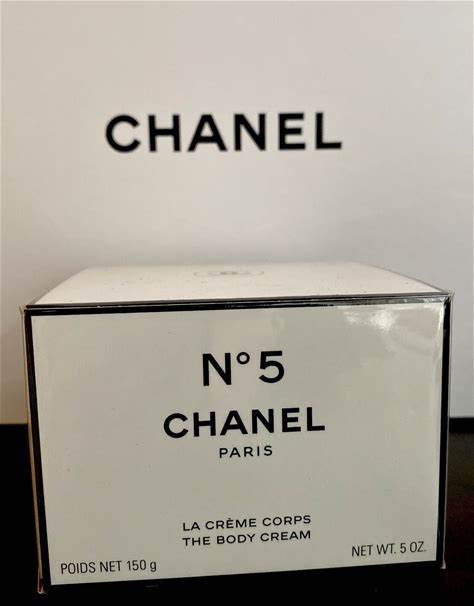 CHANEL
N°5
CHANEL
PARIS
LA CRÈME CORPS
THE BODY CREAM
POIDS NET 150 g
NET WT. 5 OZ.